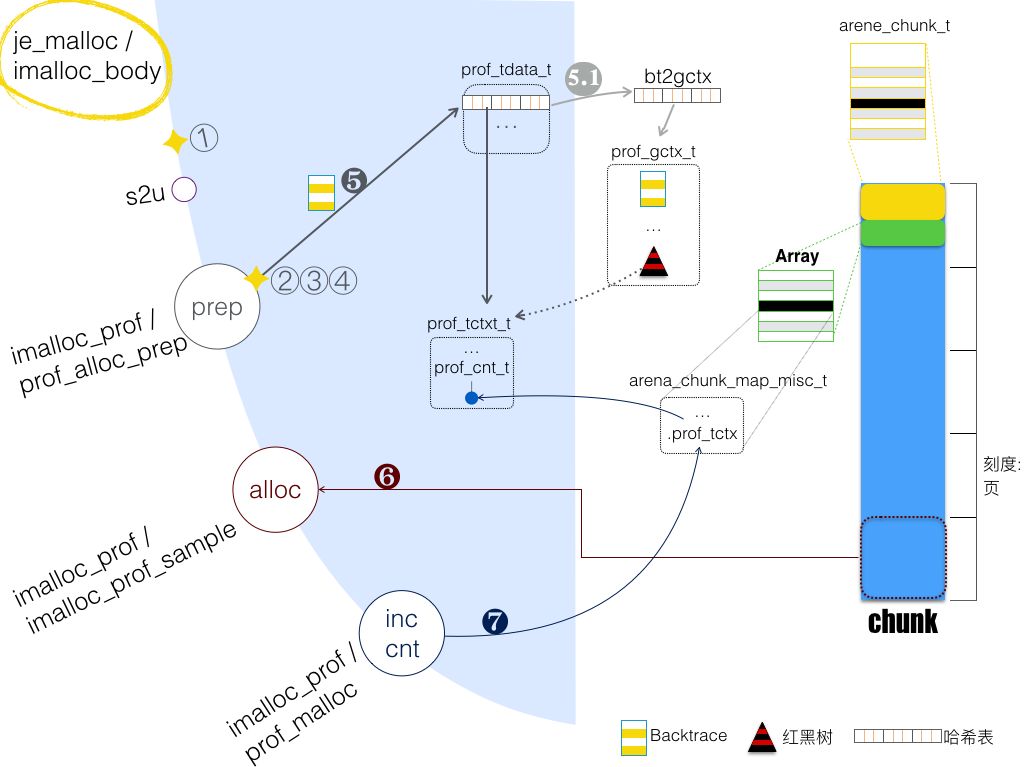 je_malloc /
imalloc_body
①
s2u
prep
②③④
imalloc_prof /
prof_alloc_prep
❺
prof_tdata_t
...
5.1
bt2gctx
prof_gctx_t
...
prof_tctxt_t
...
prof_cnt_t
arene_chunk_t
Array
arena_chunk_map_misc_t
...
.prof_tctx
刻度:
页
chunk
alloc
❻
imalloc_prof /
imalloc_prof_sample
inc
cnt
❼
imalloc_prof /
prof_malloc
Backtrace
红黑树
哈希表